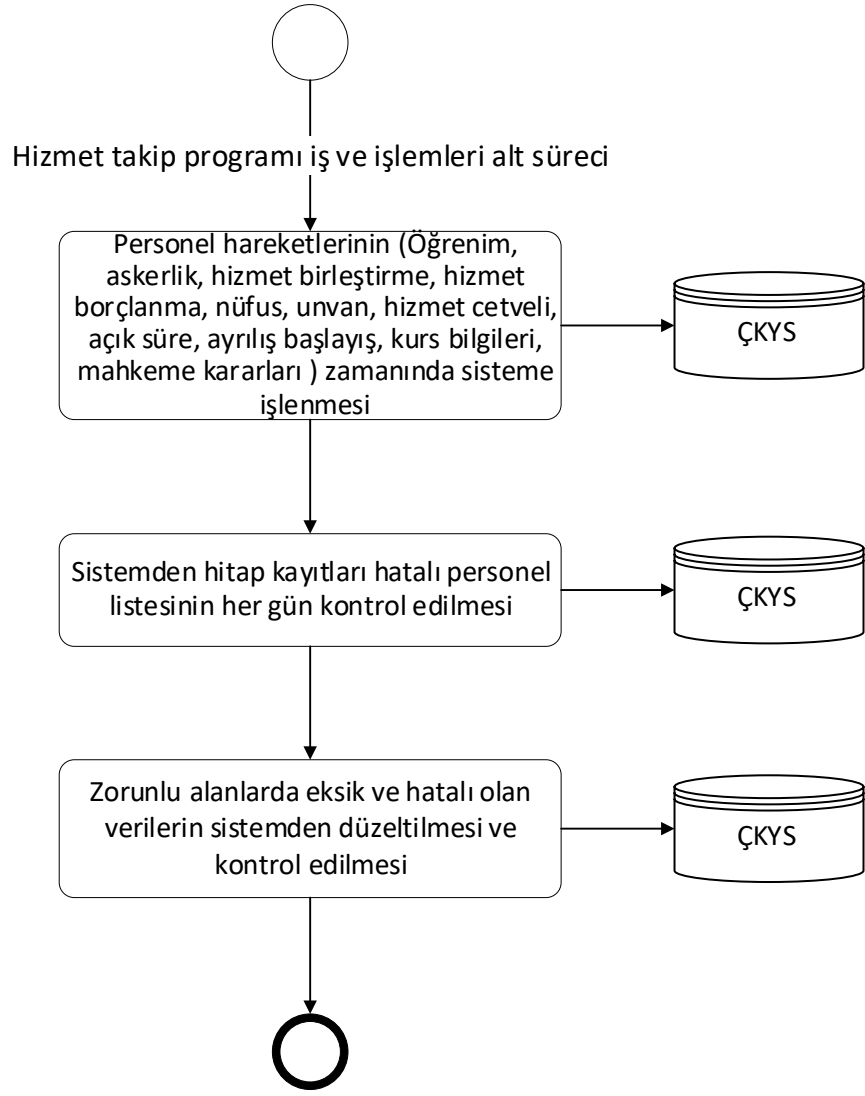 Hizmet takip programı iş ve işlemleri alt süreci
Personel hareketlerinin (Öğrenim,
askerlik, hizmet birleştirme, hizmet
borçlanma, nüfus, unvan, hizmet cetveli,
açık süre, ayrılış başlayış, kurs bilgileri,
mahkeme kararları ) zamanında sisteme
işlenmesi
ÇKYS
Sistemden hitap kayıtları hatalı personel
listesinin her gün kontrol edilmesi
ÇKYS
Zorunlu alanlarda eksik ve hatalı olan
verilerin sistemden düzeltilmesi ve
kontrol edilmesi
ÇKYS